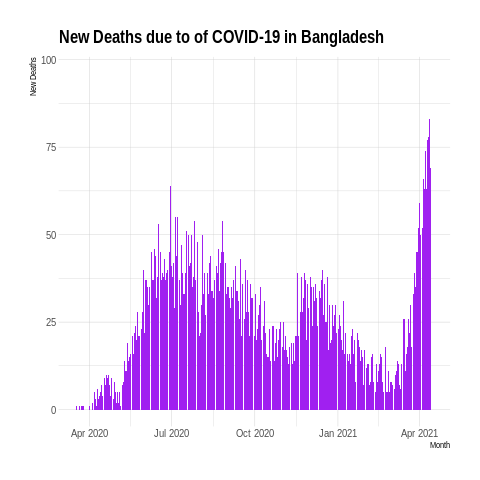 New Deaths due to of COVID-19 in Bangladesh
New Deaths
100
75
50
25
0
Apr 2020 Jul 2020 Oct 2020 Jan 2021 Apr 2021
Month